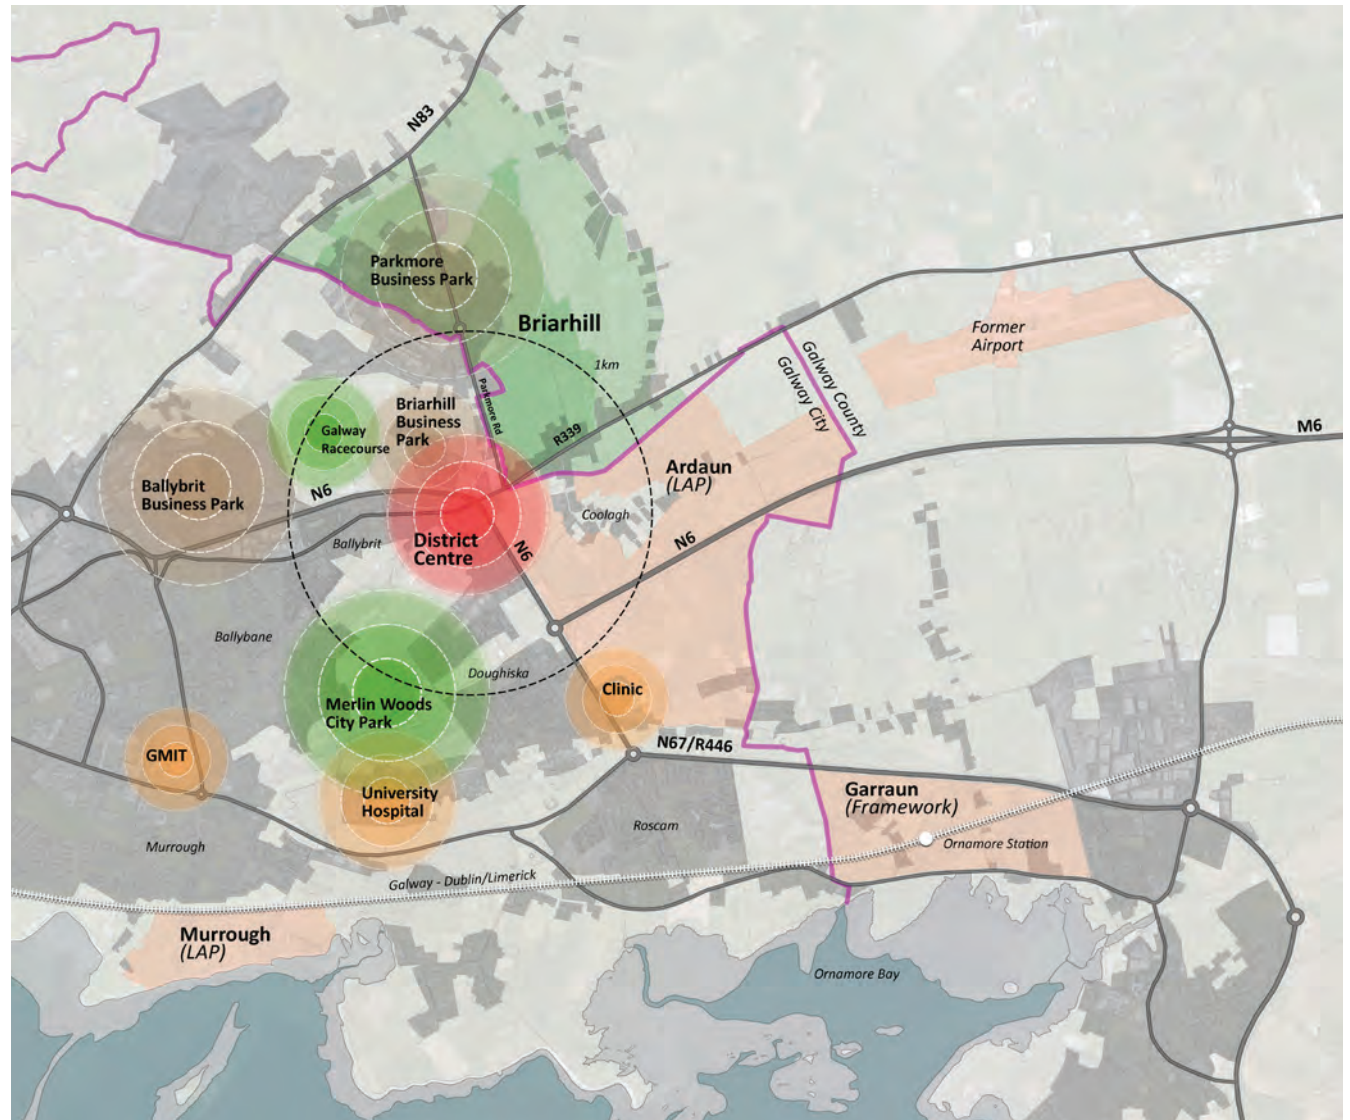 N83
Parkmore
Business Park
Briarhill
1km
Former
Airport
Galway County
Galway City
Parkmore Rd
Briarhill
Business
Park
Galway
Racecourse
R339
M6
Ardaun
(LAP)
Ballybrit
Business Park
N6
Coolagh
Ballybrit
District
Centre
N6
N6
Ballybane
Doughiska
Clinic
Merlin Woods
City Park
GMIT
N67/R446
University
Hospital
Garraun
(Framework)
Roscam
Ornamore Station
Murrough
Galway - Dublin/Limerick
Murrough
(LAP)
Ornamore Bay